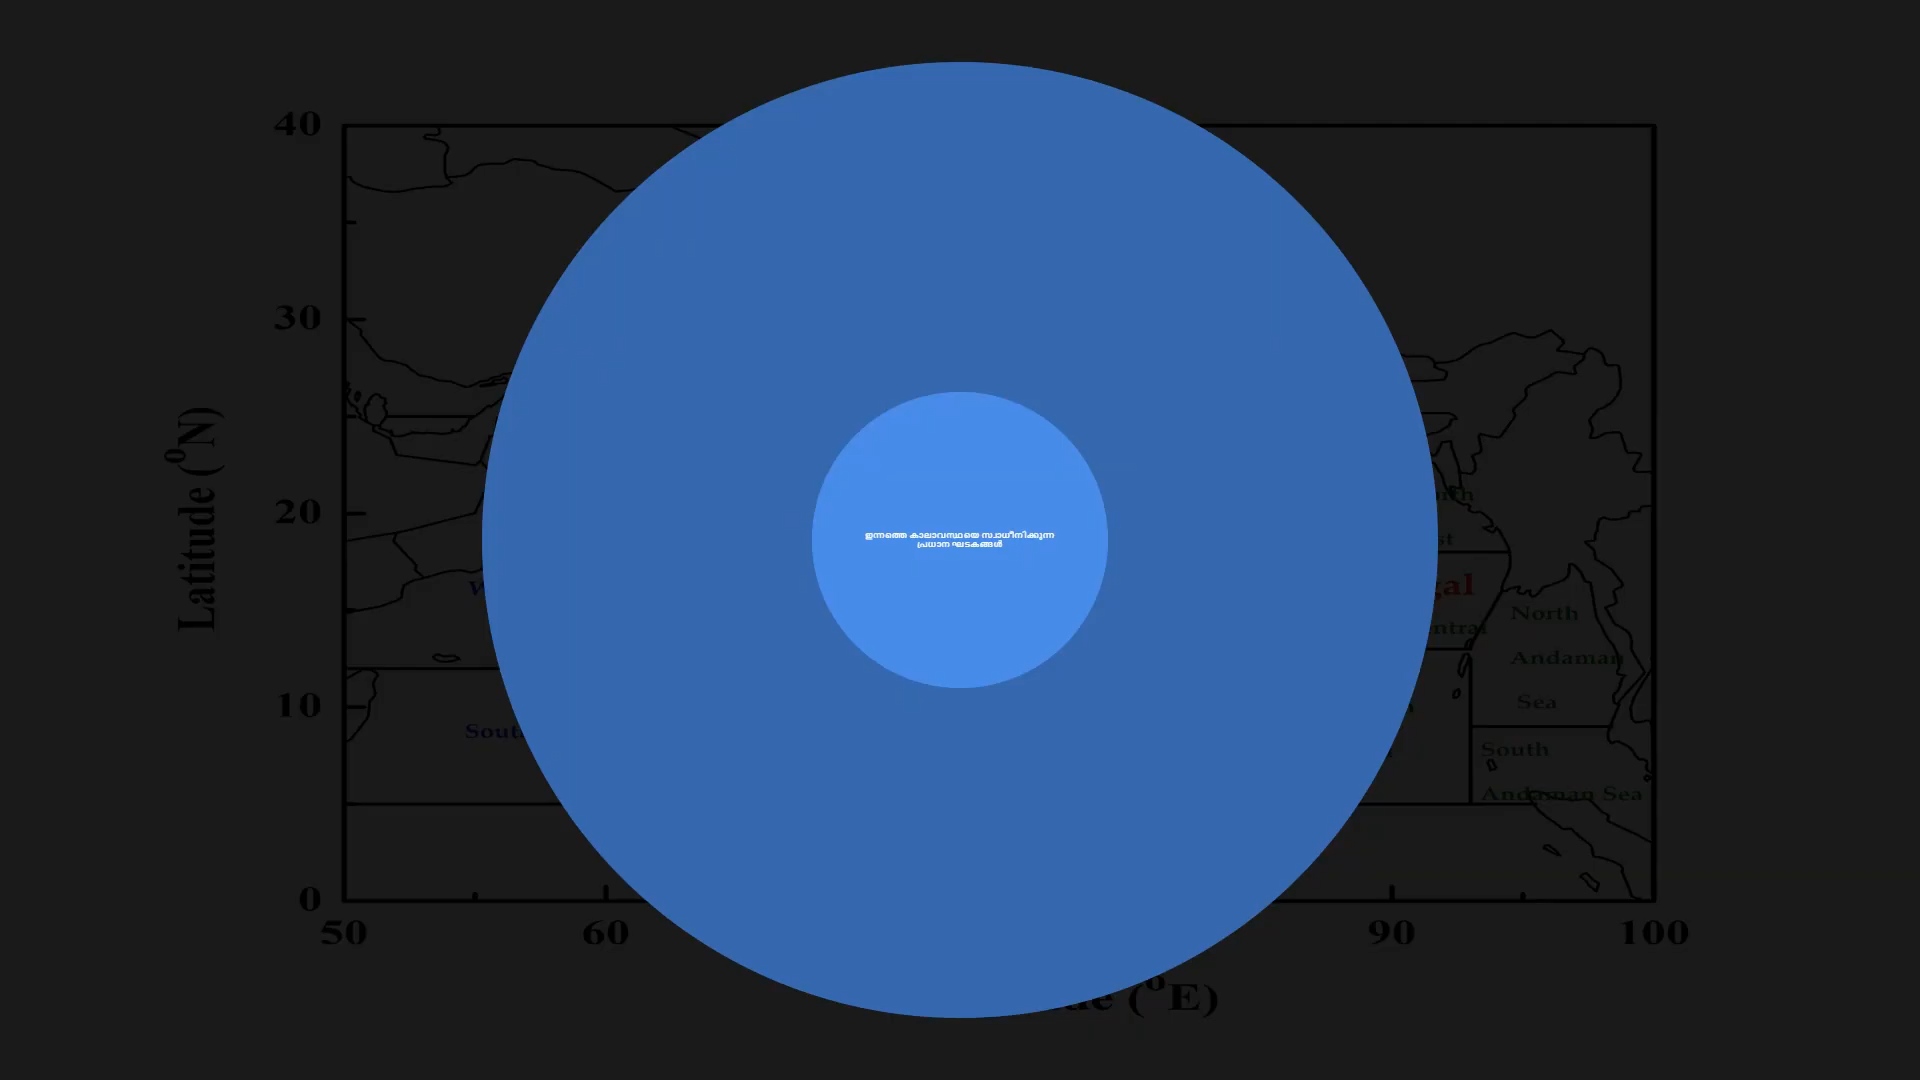 ഇന്നത്തെ കാലാവസ്ഥയെ സ്വാധീനിക്കുന്ന
പ്രധാന ഘടകങ്ങൾ
40
30
20
10
0
Latitude (⁰N)
50
60
90
100
(⁰E)
North
Andaman
Sea
South
Andaman Sea